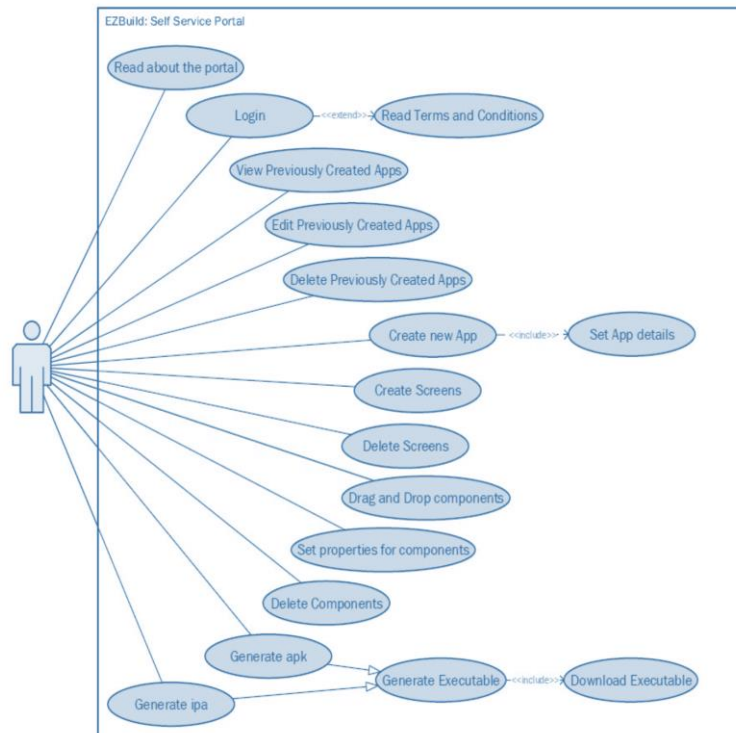 EZBuild: Self Service Portal
Read about the portal
Login
<<extend>>
Read Terms and Conditions
View Previously Created Apps
Edit Previously Created Apps
Delete Previously Created Apps
Create new App
<<include>>
Set App details
Create Screens
Delete Screens
Drag and Drop components
Set properties for components
Delete Components
Generate apk
Generate Executable
<<include>>
Download Executable
Generate ipa